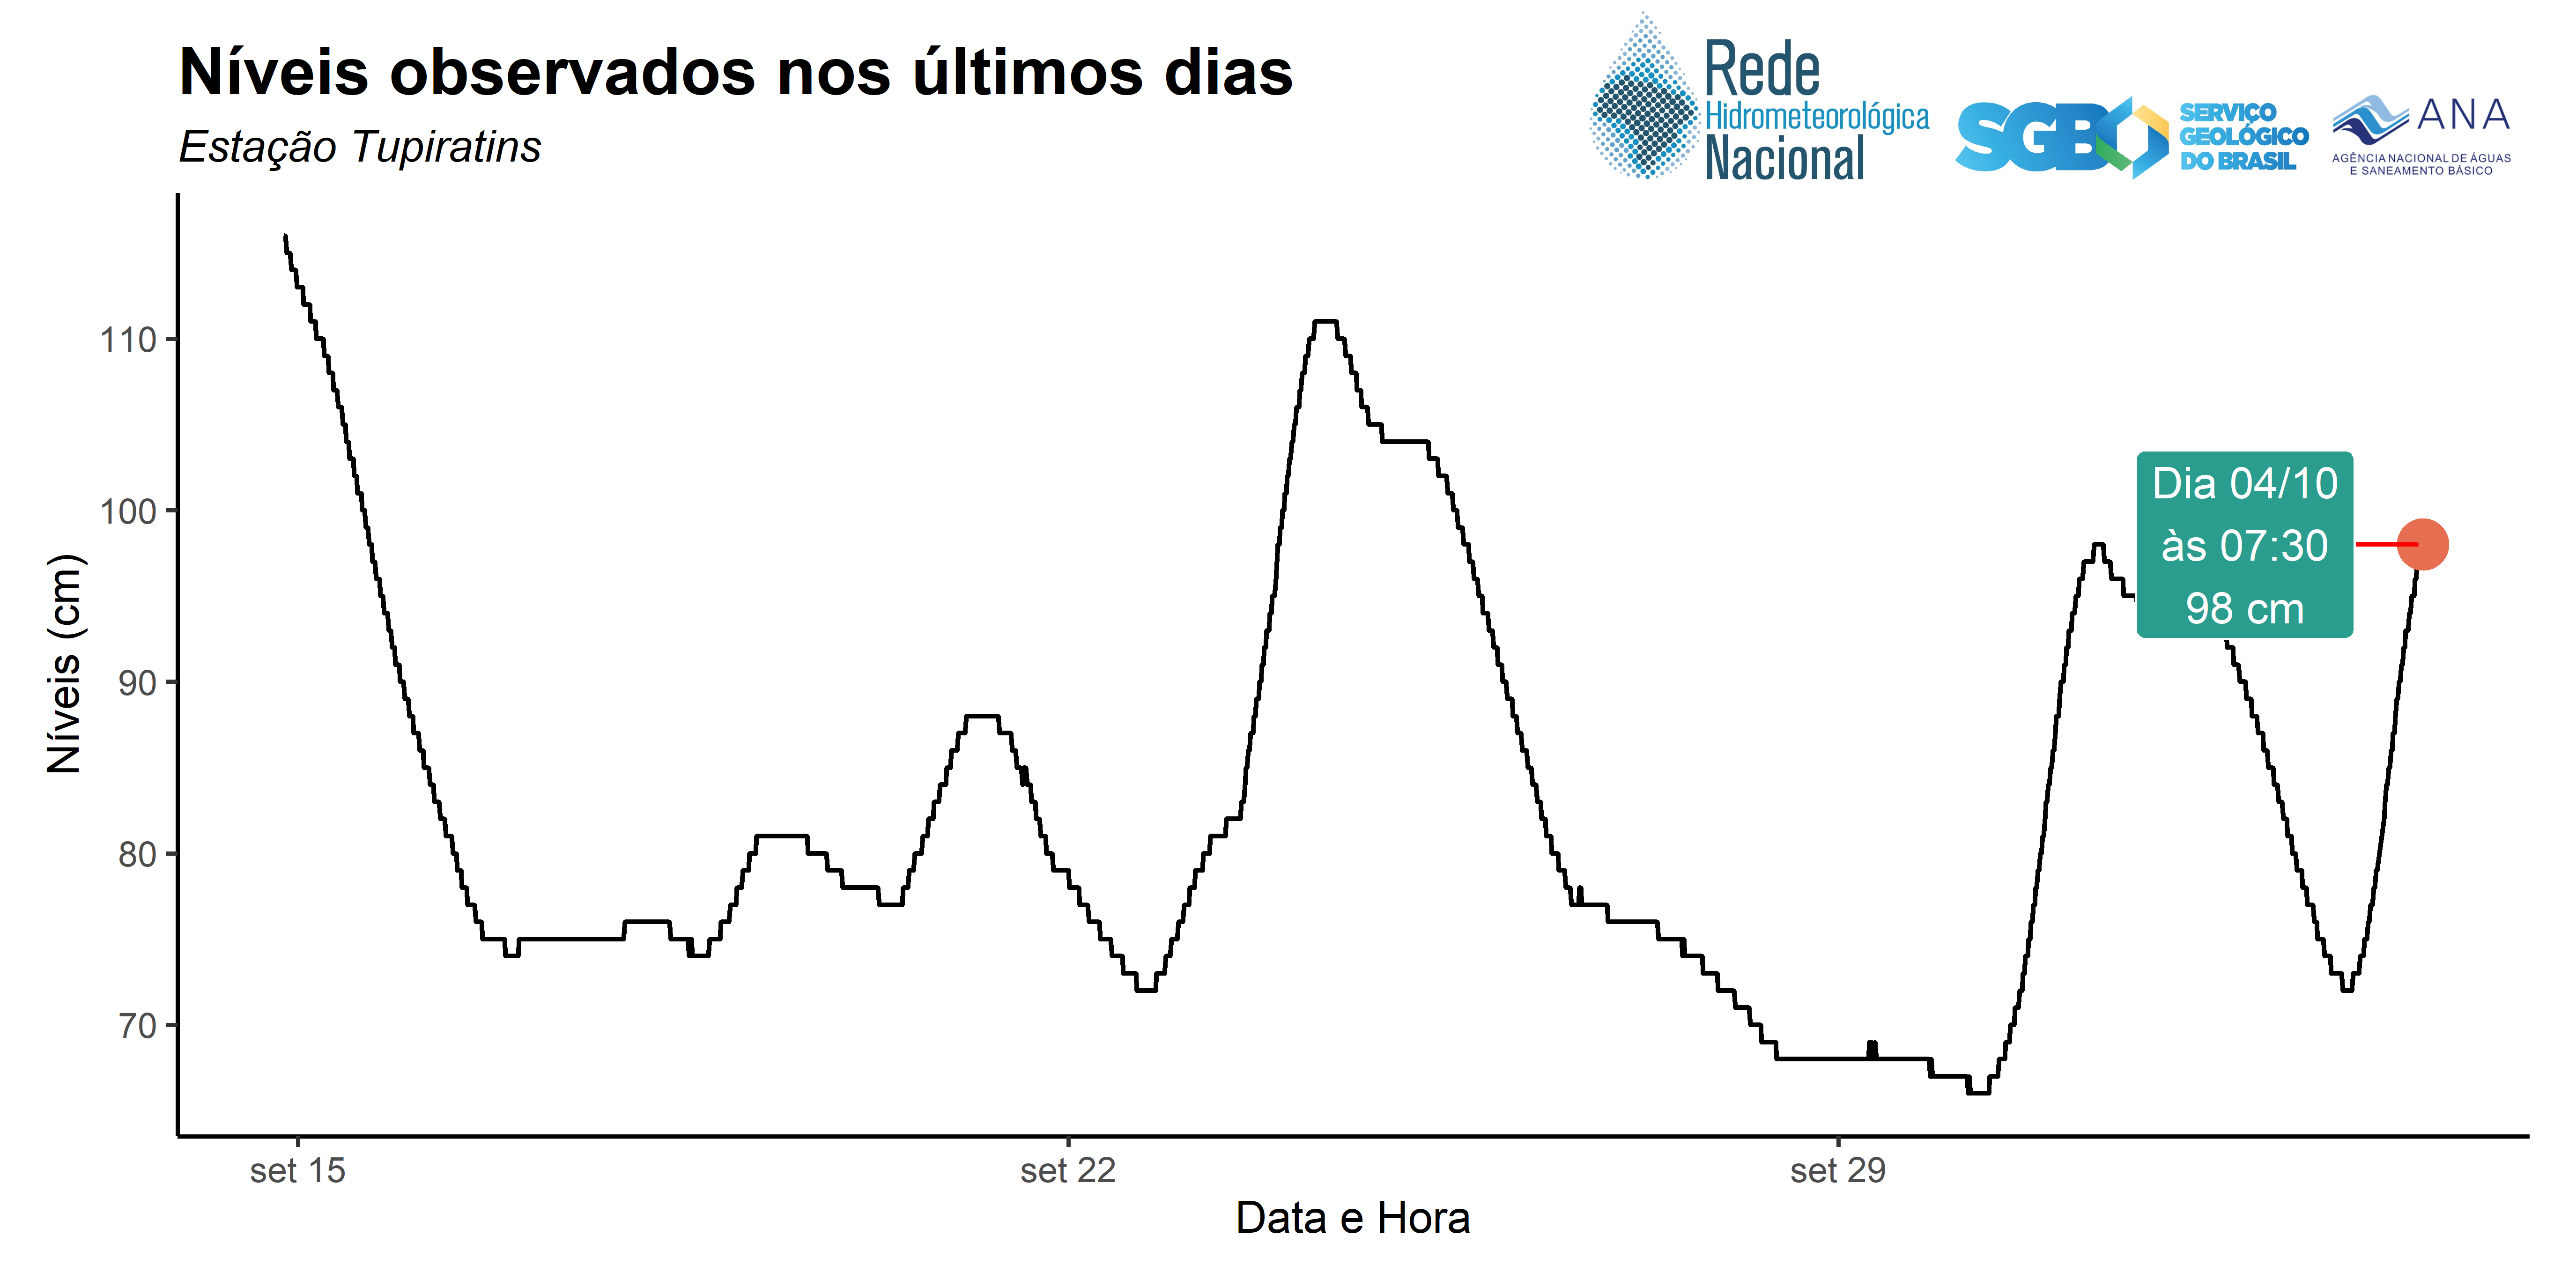 Níveis observados nos últimos dias
Estação Tupiratins
Rede
Hidrometeorológica
Nacional
SGB
SERVIÇO
GEOLÓGICO
DO BRASIL
ANA
AGÊNCIA NACIONAL DE ÁGUAS
E SANEAMENTO BÁSICO
Níveis (cm)
110
100
90
80
70
Dia 04/10
às 07:30
98 cm
set 15
set 22
set 29
Data e Hora